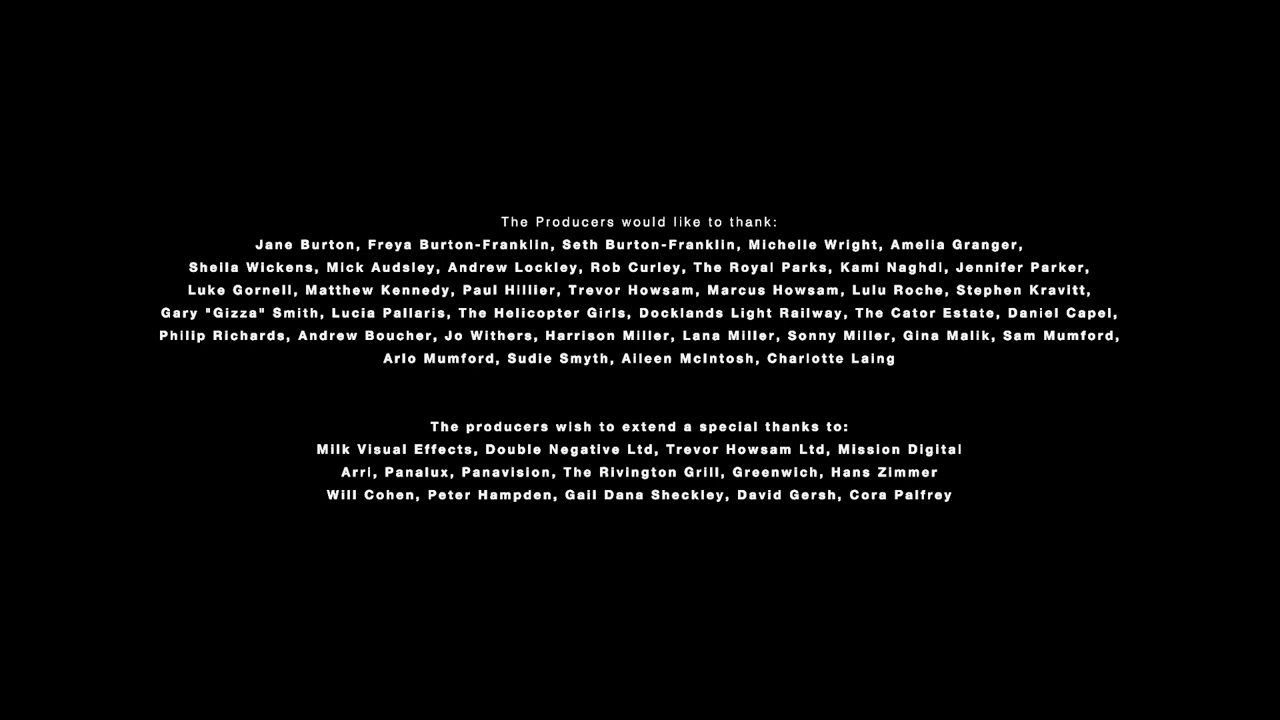 The Producers would like to thank:
Jane Burton, Freya Burton-Franklin, Seth Burton-Franklin, Michelle Wright, Amelia Granger,
Sheila Wickens, Mick Audsley, Andrew Lockley, Rob Curley, The Royal Parks, Kami Naghdi, Jennifer Parker,
Luke Gornell, Matthew Kennedy, Paul Hillier, Trevor Howsam, Marcus Howsam, Lulu Roche, Stephen Kravitt,
Gary "Gizza" Smith, Lucia Pallaris, The Helicopter Girls, Docklands Light Railway, The Cator Estate, Daniel Capel,
Philip Richards, Andrew Boucher, Jo Withers, Harrison Miller, Lana Miller, Sonny Miller, Gina Malik, Sam Mumford,
Arlo Mumford, Sudie Smyth, Aileen McIntosh, Charlotte Laing
The producers wish to extend a special thanks to:
Milk Visual Effects, Double Negative Ltd, Trevor Howsam Ltd, Mission Digital
Arri, Panalux, Panavision, The Rivington Grill, Greenwich, Hans Zimmer
Will Cohen, Peter Hampden, Gail Dana Sheckley, David Gersh, Cora Palfrey